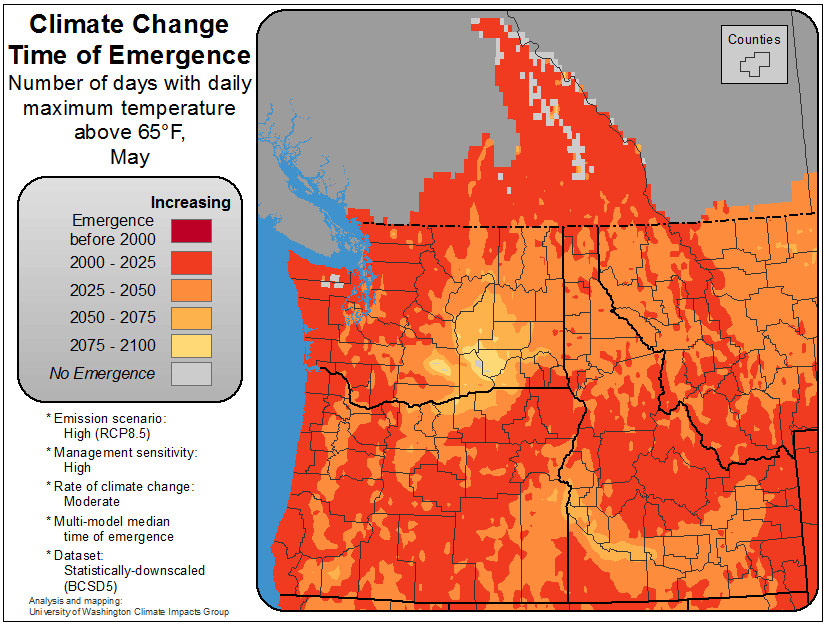 Climate Change
Time of Emergence
Number of days with daily
maximum temperature
above 65°F,
May
Increasing
Emergence
before 2000
2000 - 2025
2025 - 2050
2050 - 2075
2075 - 2100
No Emergence
* Emission scenario:
High (RCP8.5)
* Management sensitivity:
High
* Rate of climate change:
Moderate
* Multi-model median
time of emergence
* Dataset:
Statistically-downscaled
(BCSD5)
Analysis and mapping:
University of Washington Climate Impacts Group
Counties